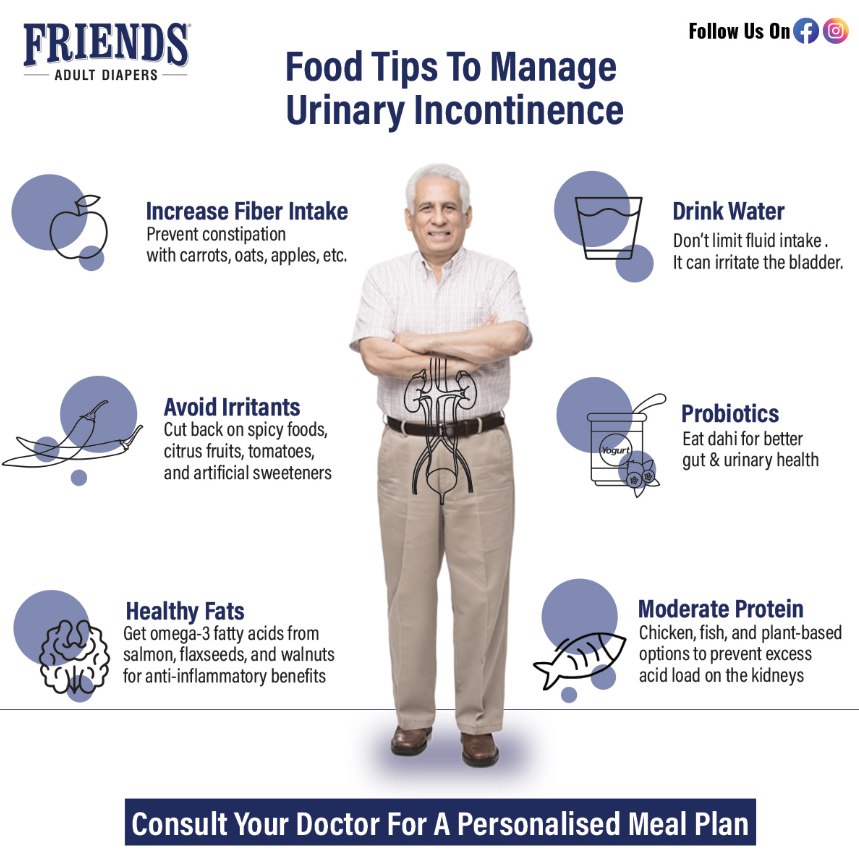 FRIENDS
ADULT DIAPERS
Follow Us On
Food Tips To Manage
Urinary Incontinence
Increase Fiber Intake
Prevent constipation
with carrots, oats, apples, etc.
Drink Water
Don't limit fluid intake .
It can irritate the bladder.
Avoid Irritants
Cut back on spicy foods,
citrus fruits, tomatoes,
and artificial sweeteners
Probiotics
Eat dahi for better
gut & urinary health
Yogurt
Healthy Fats
Get omega-3 fatty acids from
salmon, flaxseeds, and walnuts
for anti-inflammatory benefits
Moderate Protein
Chicken, fish, and plant-based
options to prevent excess
acid load on the kidneys
Consult Your Doctor For A Personalised Meal Plan